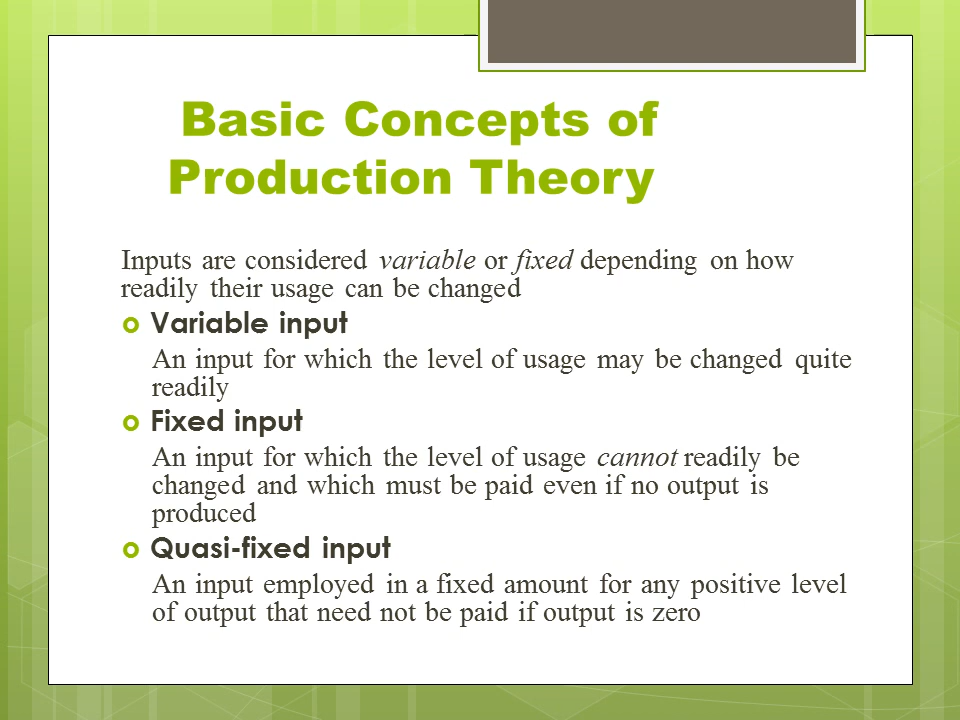 Basic Concepts of
Production Theory
Inputs are considered variable or fixed depending on how
readily their usage can be changed
Variable input
An input for which the level of usage may be changed quite
readily
Fixed input
An input for which the level of usage cannot readily be
changed and which must be paid even if no output is
produced
Quasi-fixed input
An input employed in a fixed amount for any positive level
of output that need not be paid if output is zero